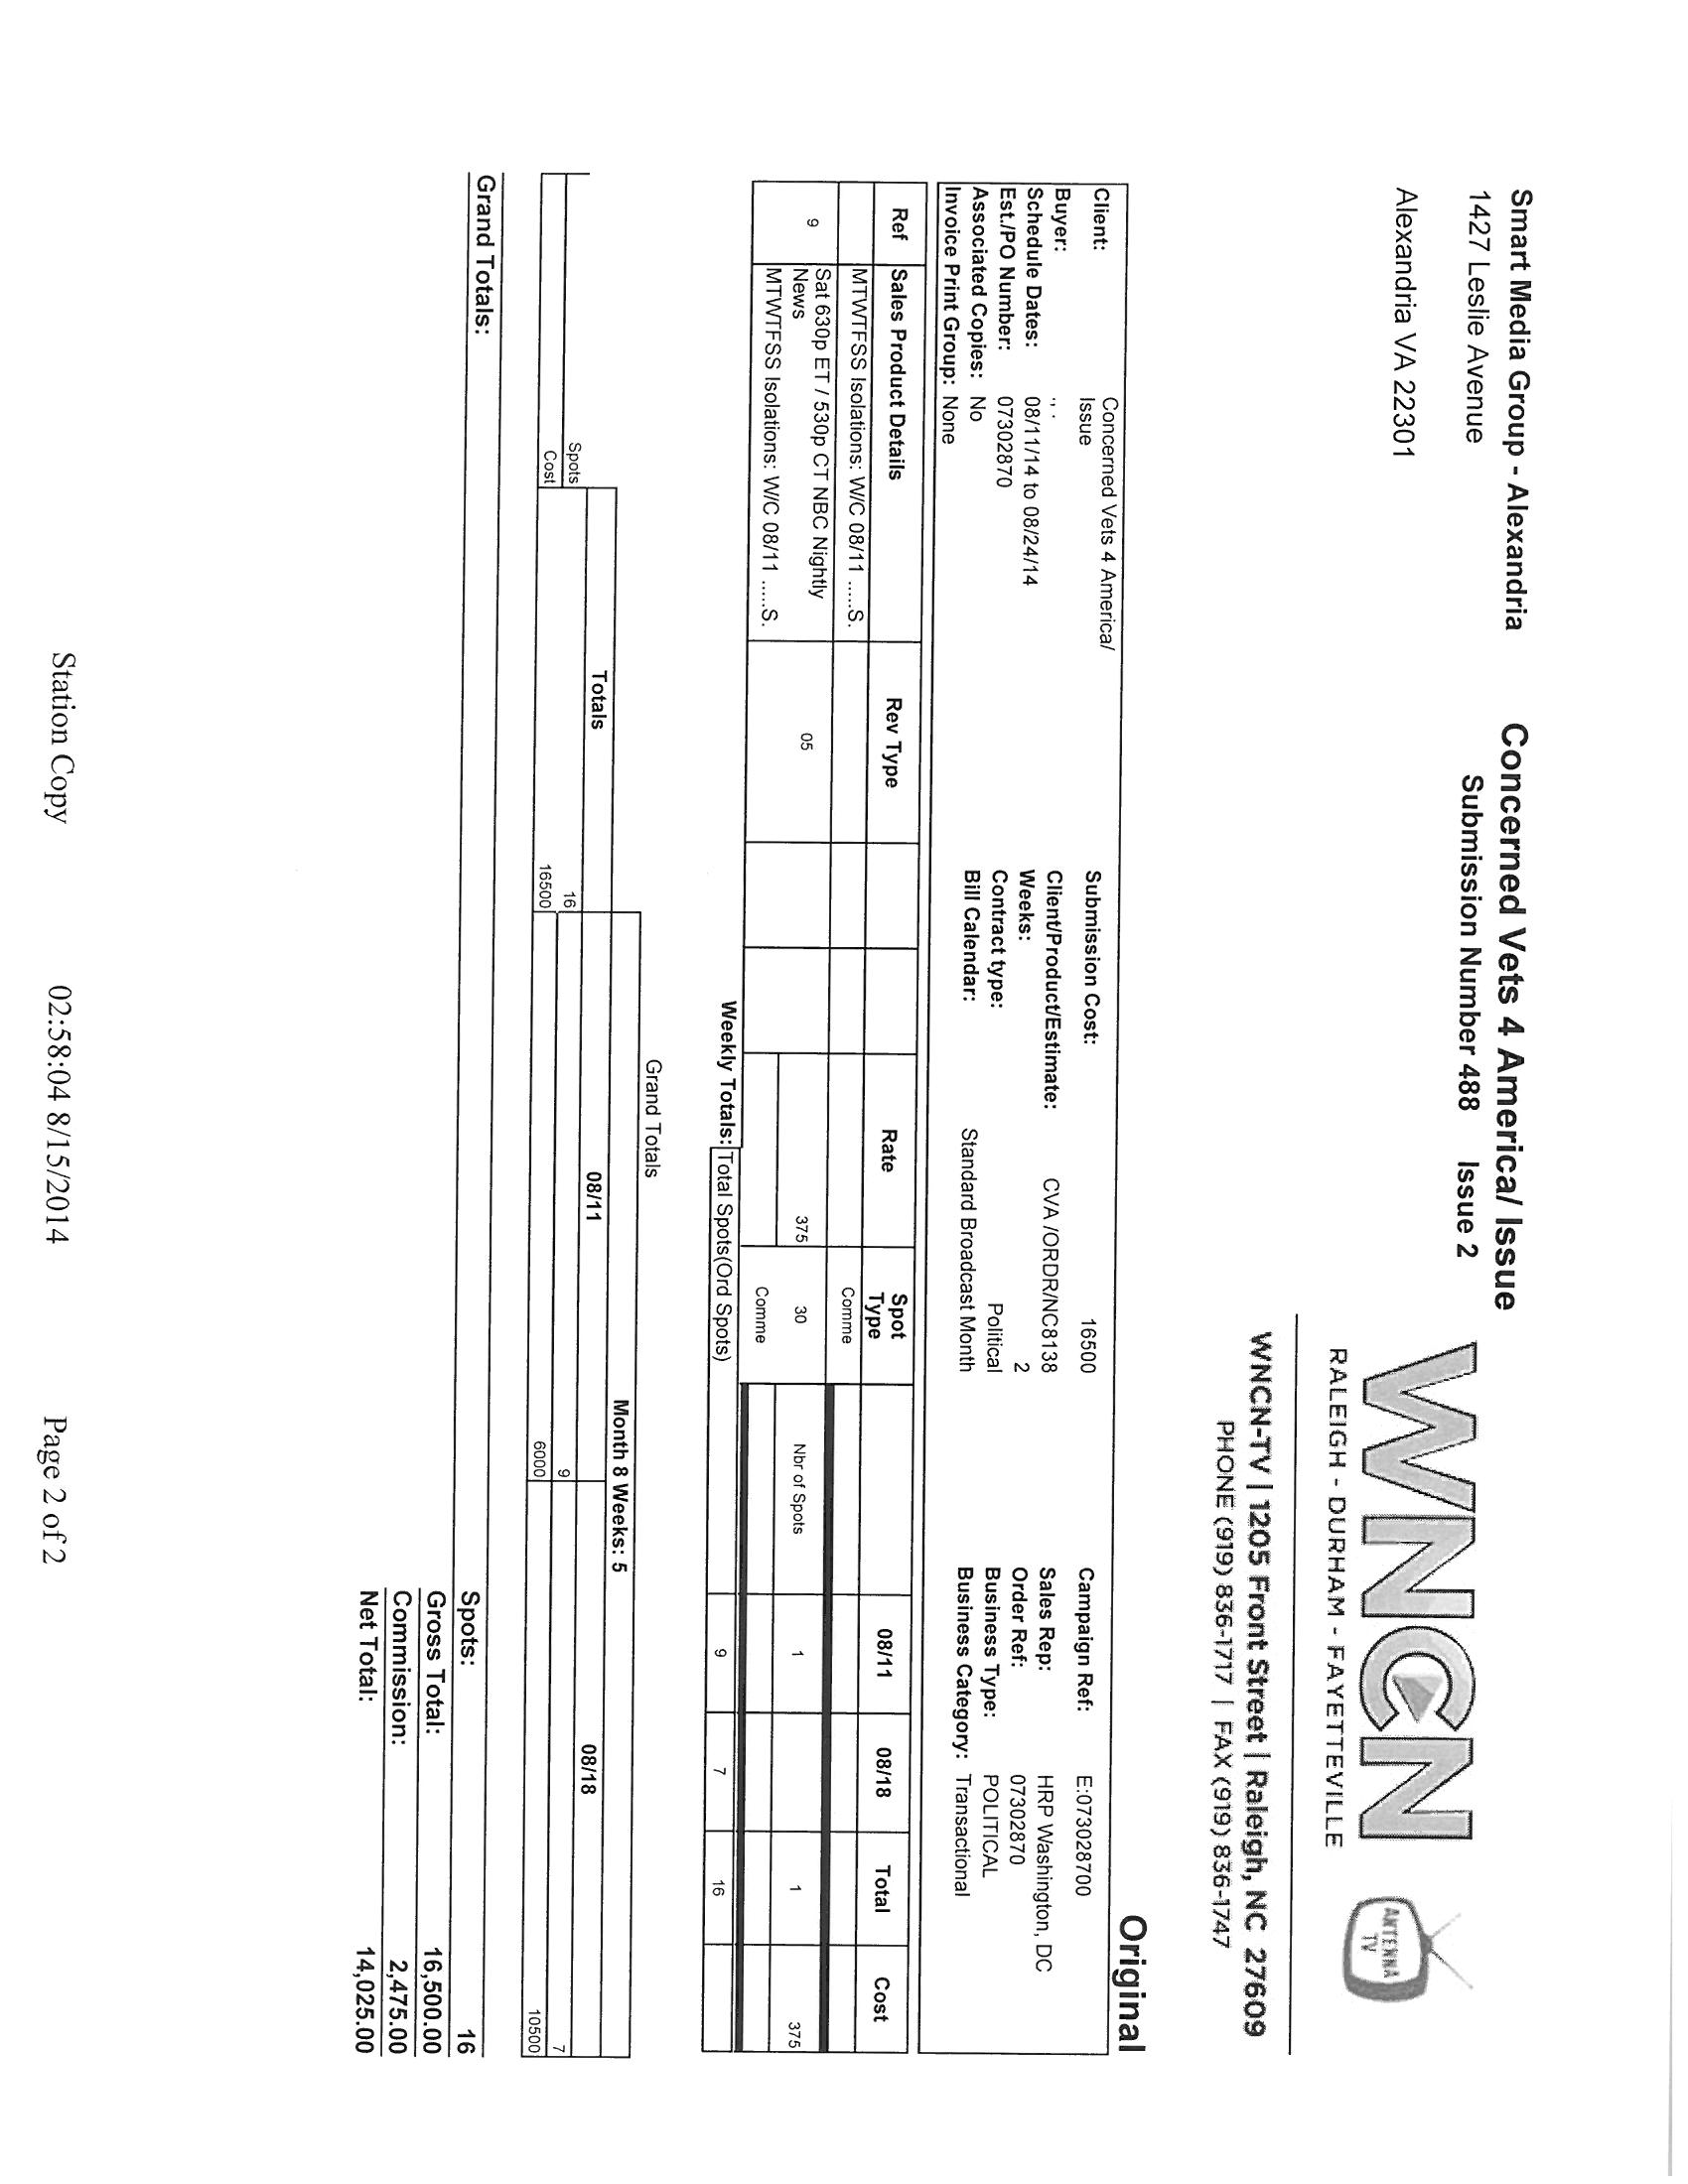 Smart Media Group - Alexandria
1427 Leslie Avenue
Alexandria VA 22301
Concerned Vets 4 America/ Issue
Submission Number 488 Issue 2
WNCN
RALEIGH - DURHAM - FAYETTEVILLE
ANTENNA
TV
WNCN-TV | 1205 Front Street | Raleigh, NC 27609
PHONE (919) 836-1717 | FAX (919) 836-1747
Original
Client: Concerned Vets 4 America/
Issue
Submission Cost: 16500
Campaign Ref: E:073028700
Buyer: ., .
Client/Product/Estimate: CVA /ORDR/NC8138
Sales Rep: HRP Washington, DC
Schedule Dates: 08/11/14 to 08/24/14
Weeks: 2
Order Ref: 07302870
Est./PO Number: 07302870
Contract type: Political
Business Type: POLITICAL
Associated Copies: No
Bill Calendar: Standard Broadcast Month
Business Category: Transactional
Invoice Print Group: None
Ref Sales Product Details Rev Type Rate Spot Type 08/11 08/18 Total Cost
MTWTFSS Isolations: W/C 08/11 ......S. Comme
9 Sat 630p ET / 530p CT NBC Nightly News 05 375 30 Nbr of Spots 1 1 375
MTWTFSS Isolations: W/C 08/11 ......S. Comme
Weekly Totals: Total Spots(Ord Spots) 9 7 16
Grand Totals
Month 8 Weeks: 5
Totals 08/11 08/18
Spots 16 9 7
Cost 16500 6000 10500
Grand Totals:
Spots: 16
Gross Total: 16,500.00
Commission: 2,475.00
Net Total: 14,025.00
Station Copy 02:58:04 8/15/2014 Page 2 of 2